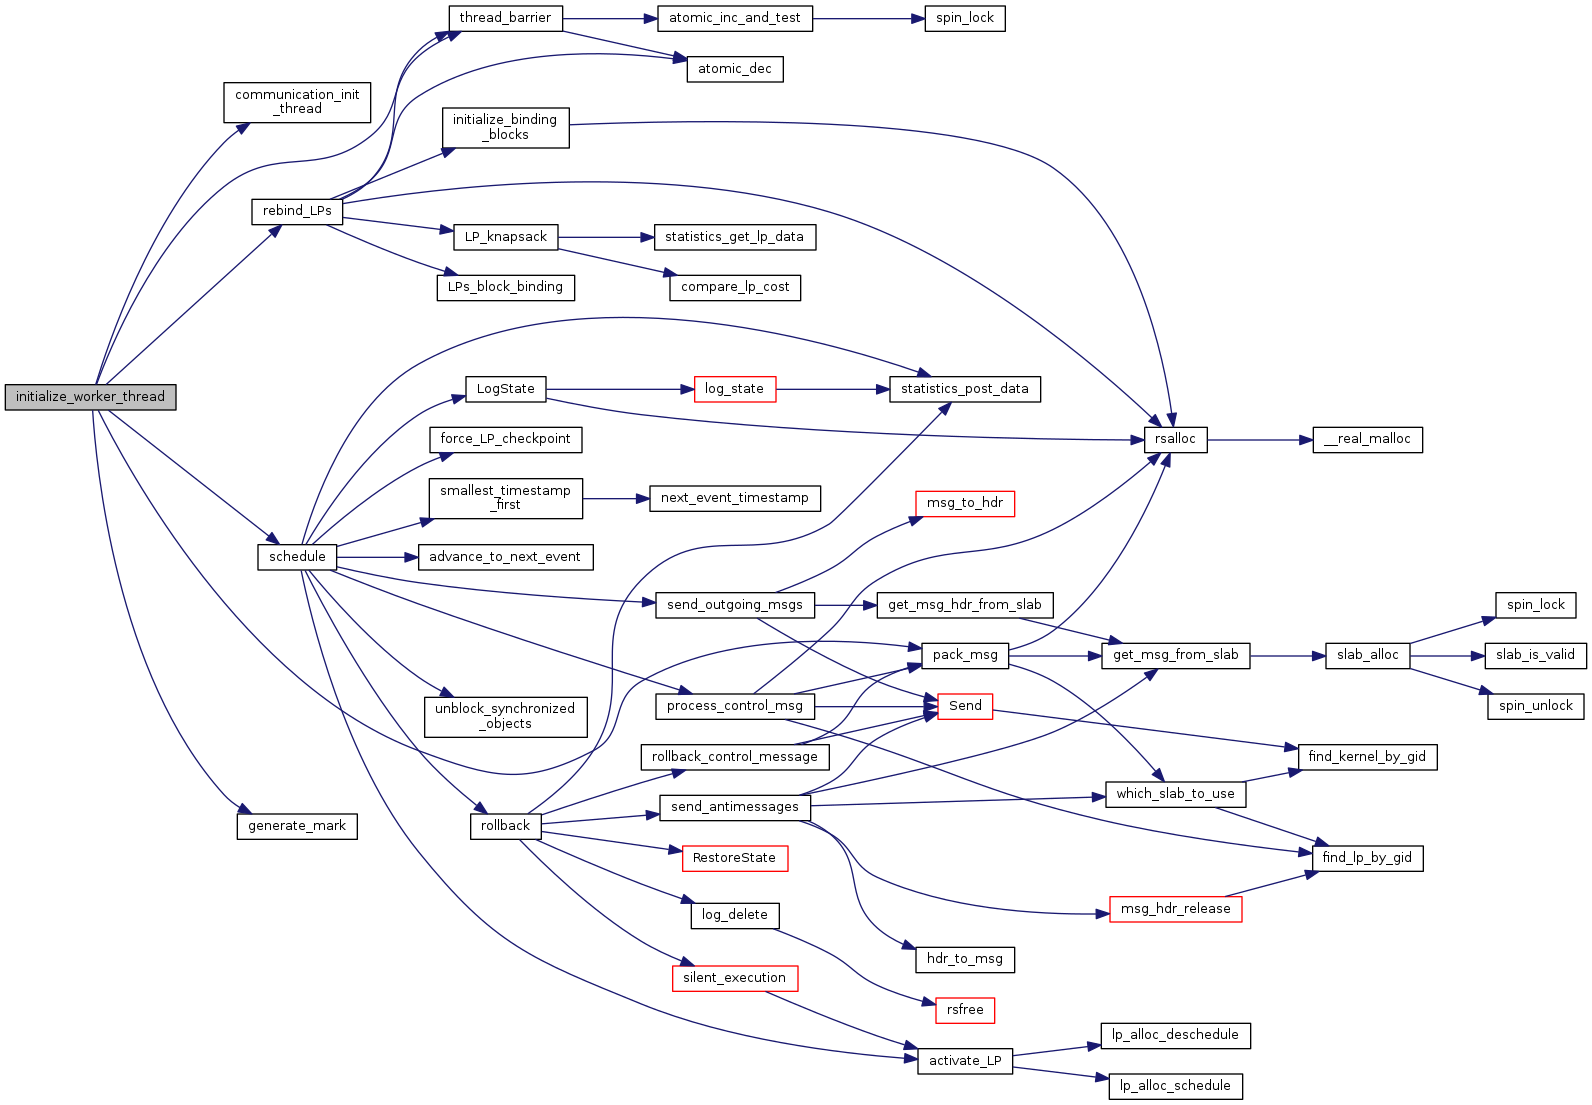 thread_barrier
atomic_inc_and_test
spin_lock
atomic_dec
communication_init
_thread
initialize_binding
_blocks
rebind_LPs
LP_knapsack
statistics_get_lp_data
LPs_block_binding
compare_lp_cost
initialize_worker_thread
LogState
log_state
statistics_post_data
force_LP_checkpoint
rsalloc
__real_malloc
smallest_timestamp
_first
next_event_timestamp
msg_to_hdr
schedule
advance_to_next_event
send_outgoing_msgs
get_msg_hdr_from_slab
spin_lock
pack_msg
get_msg_from_slab
slab_alloc
slab_is_valid
unblock_synchronized
_objects
process_control_msg
Send
spin_unlock
rollback_control_message
find_kernel_by_gid
send_antimessages
which_slab_to_use
generate_mark
rollback
RestoreState
find_lp_by_gid
log_delete
msg_hdr_release
hdr_to_msg
silent_execution
rsfree
activate_LP
lp_alloc_deschedule
lp_alloc_schedule